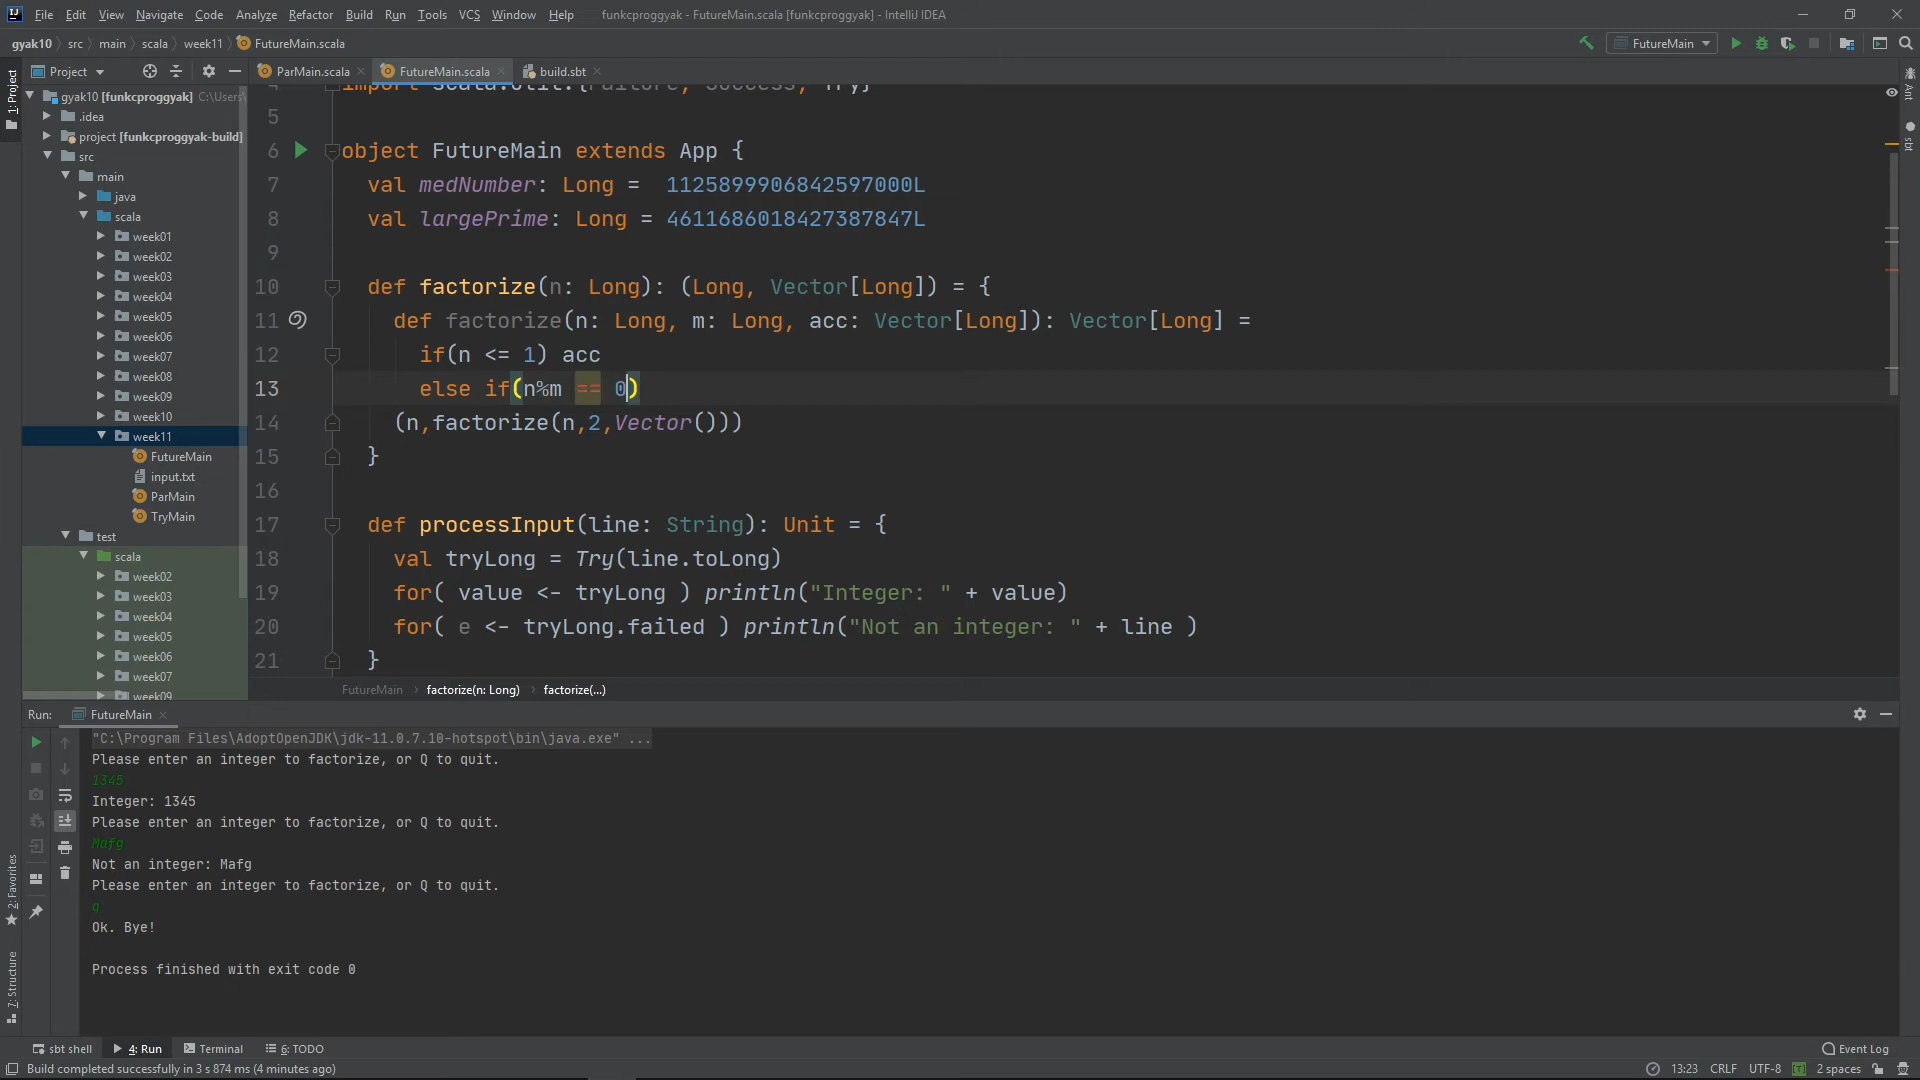 File Edit View Navigate Code Analyze Refactor Build Run Tools VCS Window Help funkcproggyak - FutureMain.scala [funkcproggyak] - IntelliJ IDEA
gyak10 src main scala week11 FutureMain.scala
FutureMain
1: Project
Project
ParMain.scala
FutureMain.scala
build.sbt
Ant
sbt
gyak10 [funkcproggyak] C:\Users\
.idea
project [funkcproggyak-build]
src
main
java
scala
week01
week02
week03
week04
week05
week06
week07
week08
week09
week10
week11
FutureMain
input.txt
ParMain
TryMain
test
scala
week02
week03
week04
week05
week06
week07
week09
4 import scala.util.{Failure, Success, Try}
5
6 object FutureMain extends App {
7 val medNumber: Long = 1125899906842597000L
8 val largePrime: Long = 4611686018427387847L
9
10 def factorize(n: Long): (Long, Vector[Long]) = {
11 def factorize(n: Long, m: Long, acc: Vector[Long]): Vector[Long] =
12 if(n <= 1) acc
13 else if(n%m == 0)
14 (n,factorize(n,2,Vector()))
15 }
16
17 def processInput(line: String): Unit = {
18 val tryLong = Try(line.toLong)
19 for( value <- tryLong ) println("Integer: " + value)
20 for( e <- tryLong.failed ) println("Not an integer: " + line )
21 }
FutureMain factorize(n: Long) factorize(...)
Run: FutureMain
"C:\Program Files\AdoptOpenJDK\jdk-11.0.7.10-hotspot\bin\java.exe" ...
Please enter an integer to factorize, or Q to quit.
1345
Integer: 1345
Please enter an integer to factorize, or Q to quit.
Mafg
Not an integer: Mafg
Please enter an integer to factorize, or Q to quit.
q
Ok. Bye!
Process finished with exit code 0
2: Favorites
7: Structure
sbt shell 4: Run Terminal 6: TODO Event Log
Build completed successfully in 3 s 874 ms (4 minutes ago) 13:23 CRLF UTF-8 [T] 2 spaces